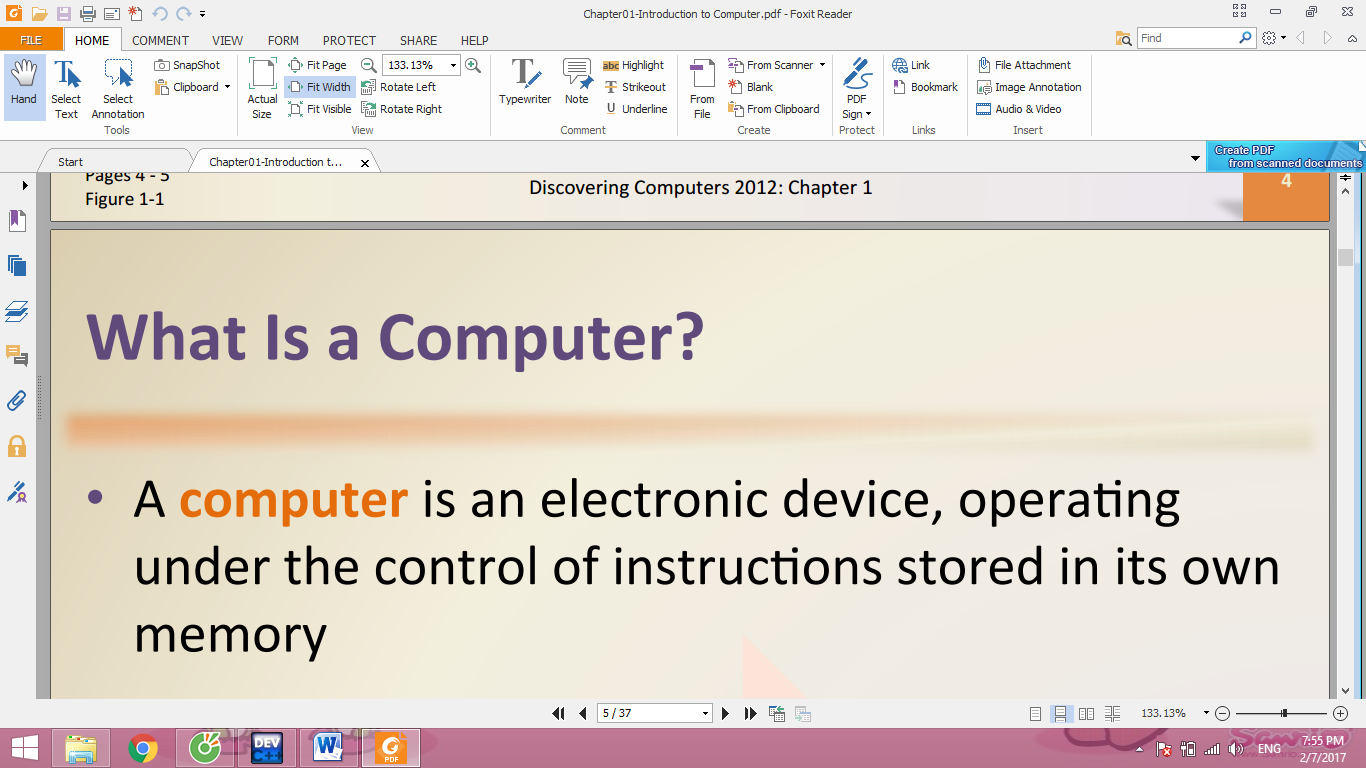 Chapter01-Introduction to Computer.pdf - Foxit Reader
FILE HOME COMMENT VIEW FORM PROTECT SHARE HELP
Find
Hand
Select
Text
Select
Annotation
SnapShot
Clipboard
Tools
Actual
Size
Fit Page
Fit Width
Fit Visible
133.13%
Rotate Left
Rotate Right
View
Typewriter
Note
abc Highlight
T Strikeout
U Underline
Comment
From
File
From Scanner
Blank
From Clipboard
Create
PDF
Sign
Protect
Link
Bookmark
Links
File Attachment
Image Annotation
Audio & Video
Insert
Start
Chapter01-Introduction t...
Create PDF
from scanned documents
Pages 4 - 5
Figure 1-1
Discovering Computers 2012: Chapter 1
4
What Is a Computer?
• A computer is an electronic device, operating
under the control of instructions stored in its own
memory
5 / 37
133.13%
DEV
C++
W
PDF
ENG
7:55 PM
2/7/2017